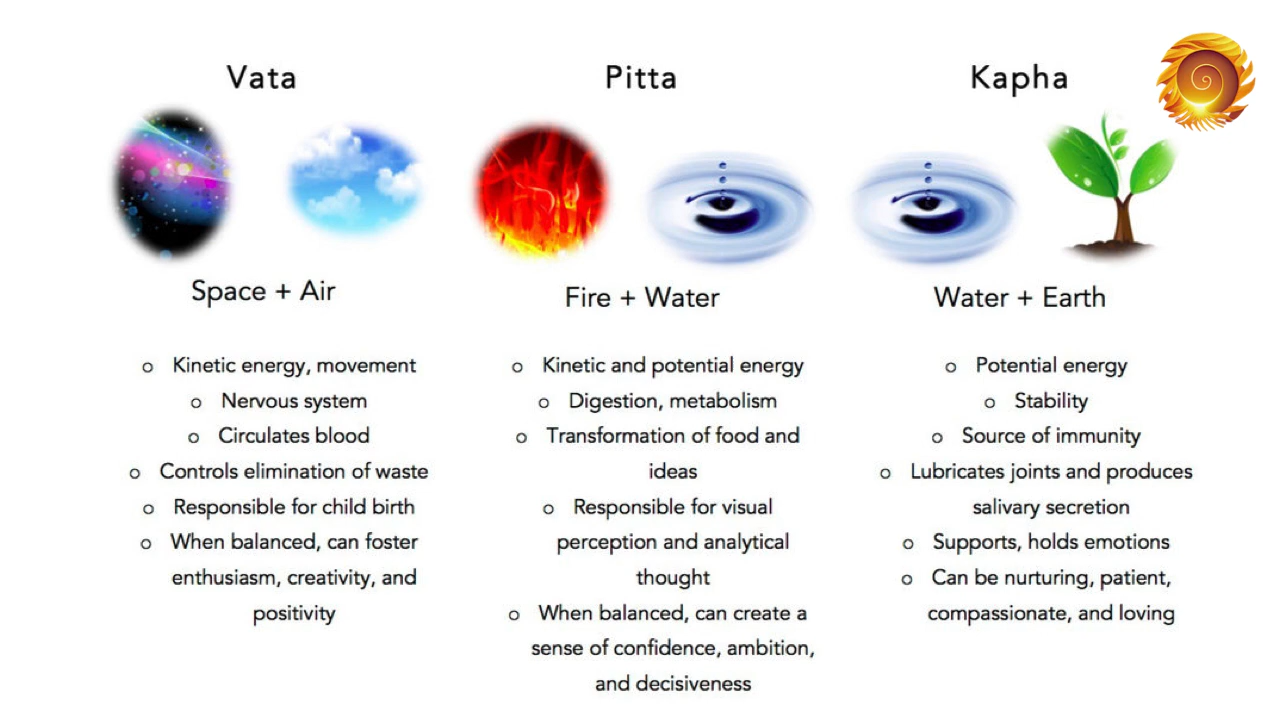 Vata
Space + Air
o Kinetic energy, movement
o Nervous system
o Circulates blood
o Controls elimination of waste
o Responsible for child birth
o When balanced, can foster
enthusiasm, creativity, and
positivity
Pitta
Fire + Water
o Kinetic and potential energy
o Digestion, metabolism
o Transformation of food and
ideas
o Responsible for visual
perception and analytical
thought
o When balanced, can create a
sense of confidence, ambition,
and decisiveness
Kapha
Water + Earth
o Potential energy
o Stability
o Source of immunity
o Lubricates joints and produces
salivary secretion
o Supports, holds emotions
o Can be nurturing, patient,
compassionate, and loving